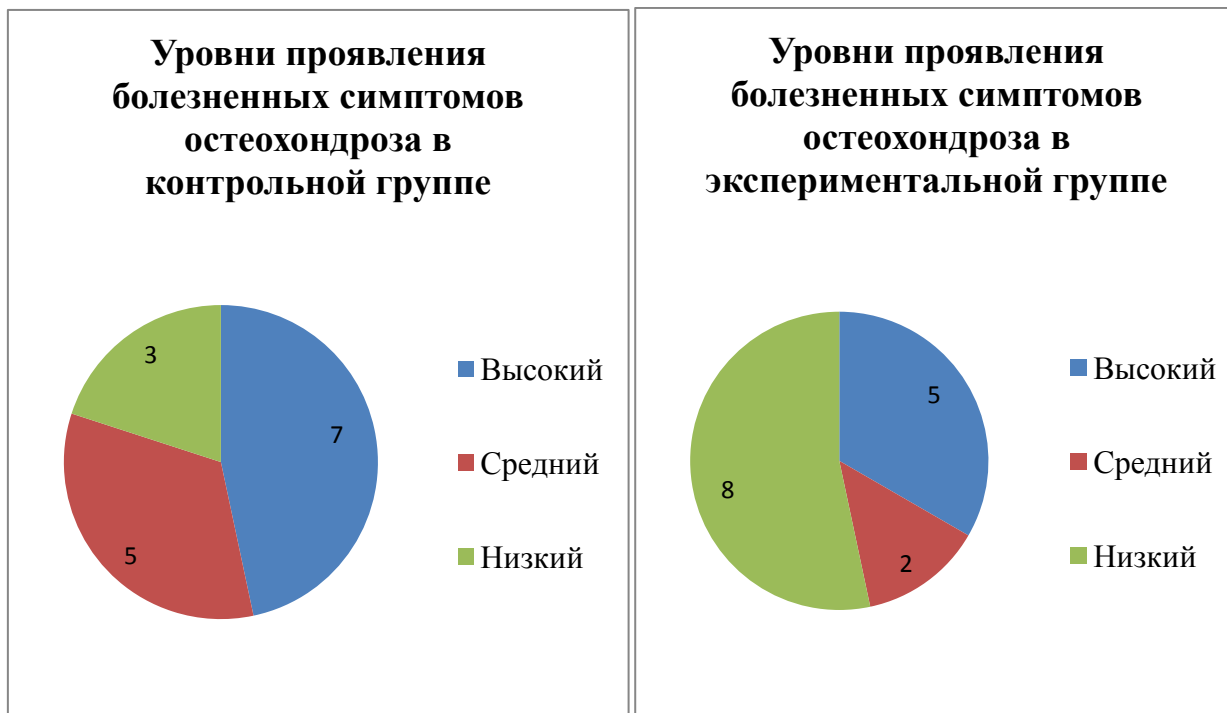 Уровни проявления
болезненных симптомов
остеохондроза в
контрольной группе
3
7
5
Высокий
Средний
Низкий
Уровни проявления
болезненных симптомов
остеохондроза в
экспериментальной группе
5
8
2
Высокий
Средний
Низкий